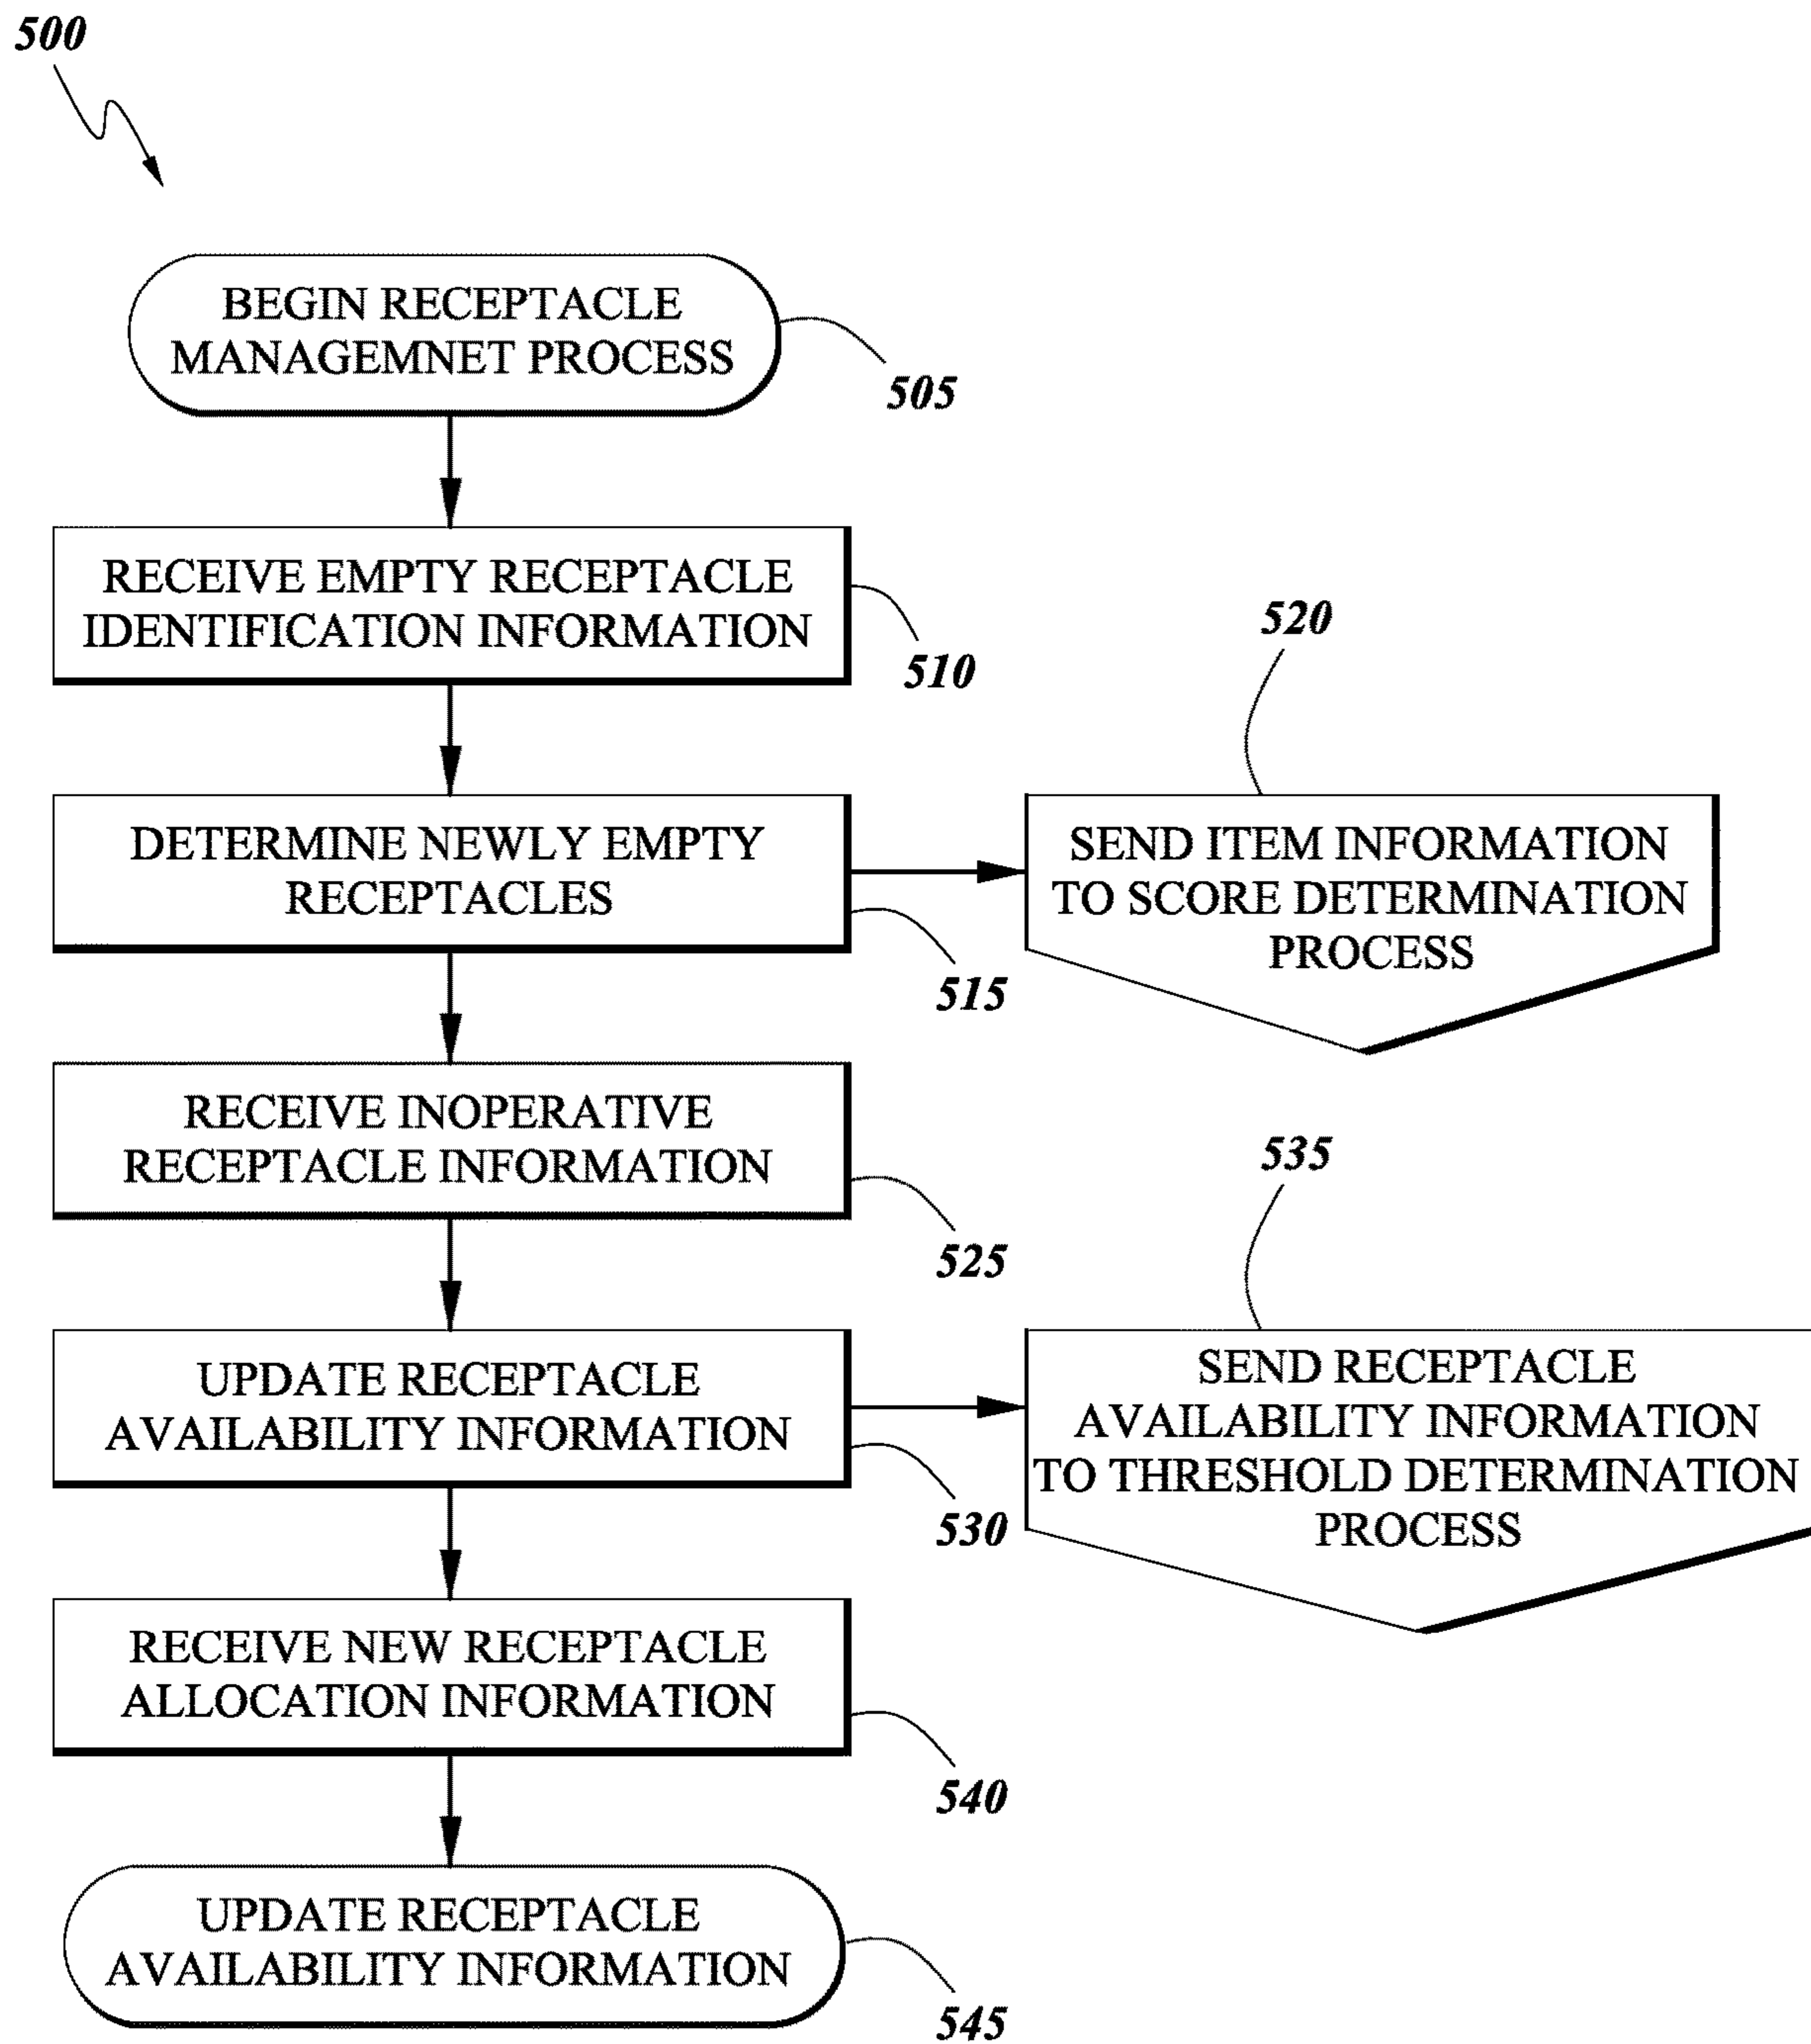 500
BEGIN RECEPTACLE
MANAGEMNET PROCESS
505
RECEIVE EMPTY RECEPTACLE
IDENTIFICATION INFORMATION
510
DETERMINE NEWLY EMPTY
RECEPTACLES
515
520
SEND ITEM INFORMATION
TO SCORE DETERMINATION
PROCESS
RECEIVE INOPERATIVE
RECEPTACLE INFORMATION
525
UPDATE RECEPTACLE
AVAILABILITY INFORMATION
530
535
SEND RECEPTACLE
AVAILABILITY INFORMATION
TO THRESHOLD DETERMINATION
PROCESS
RECEIVE NEW RECEPTACLE
ALLOCATION INFORMATION
540
UPDATE RECEPTACLE
AVAILABILITY INFORMATION
545